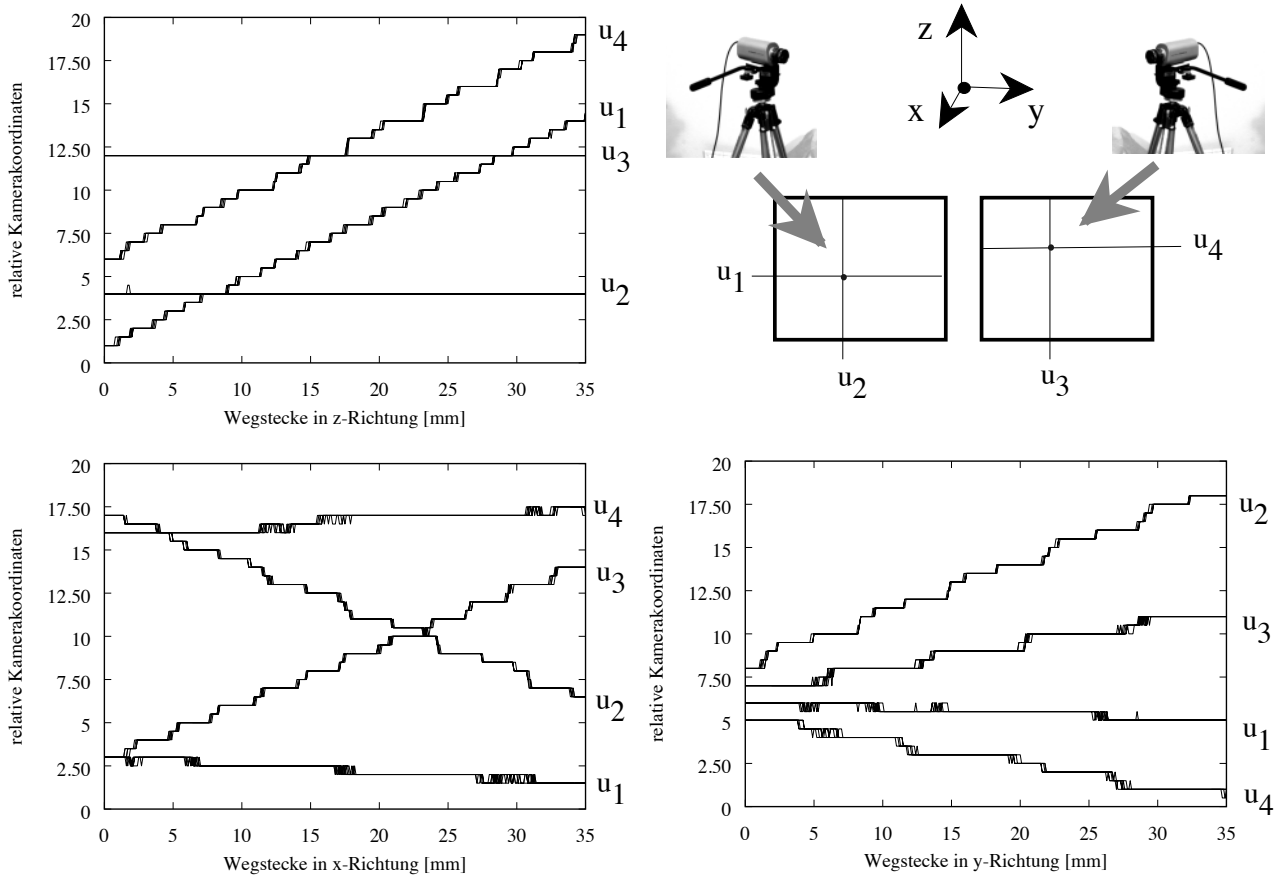 20
17.50
15
12.50
10
7.50
5
2.50
0
0 5 10 15 20 25 30 35
relative Kamerakoordinaten
Wegstecke in z-Richtung [mm]
u4
u1
u3
u2
z
x
y
u1
u4
u2
u3
20
17.50
15
12.50
10
7.50
5
2.50
0
0 5 10 15 20 25 30 35
relative Kamerakoordinaten
Wegstecke in x-Richtung [mm]
u4
u3
u2
u1
20
17.50
15
12.50
10
7.50
5
2.50
0
0 5 10 15 20 25 30 35
relative Kamerakoordinaten
Wegstecke in y-Richtung [mm]
u2
u3
u1
u4